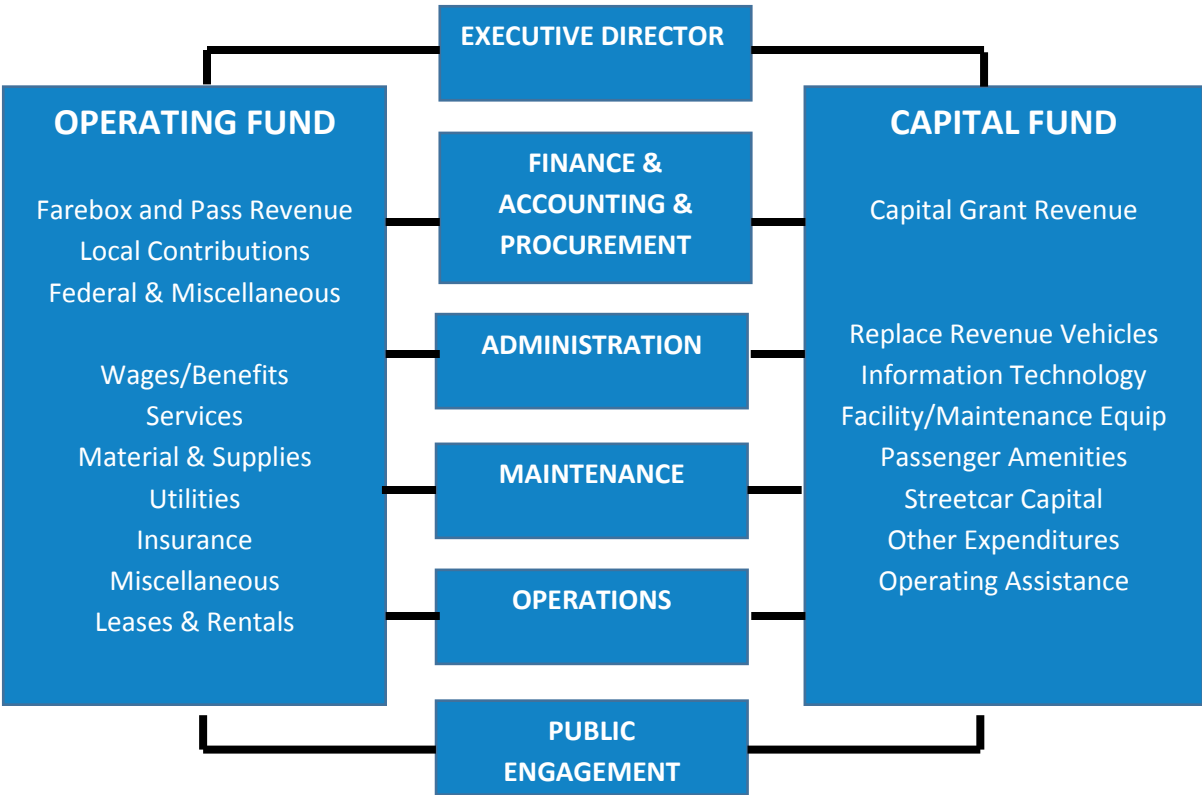 EXECUTIVE DIRECTOR
OPERATING FUND
Farebox and Pass Revenue
Local Contributions
Federal & Miscellaneous
Wages/Benefits
Services
Material & Supplies
Utilities
Insurance
Miscellaneous
Leases & Rentals
FINANCE &
ACCOUNTING &
PROCUREMENT
ADMINISTRATION
MAINTENANCE
OPERATIONS
PUBLIC
ENGAGEMENT
CAPITAL FUND
Capital Grant Revenue
Replace Revenue Vehicles
Information Technology
Facility/Maintenance Equip
Passenger Amenities
Streetcar Capital
Other Expenditures
Operating Assistance